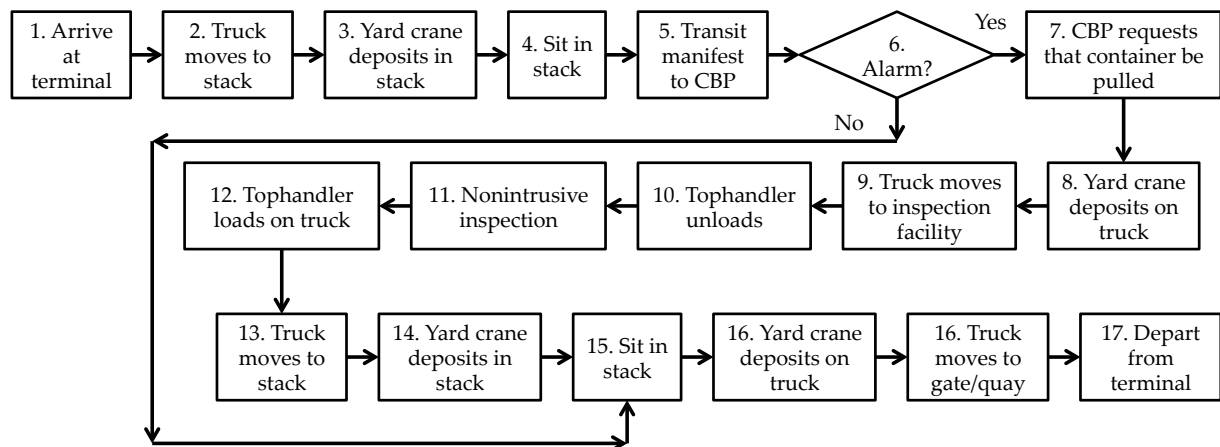 1. Arrive
at
terminal
2. Truck
moves to
stack
3. Yard crane
deposits in
stack
4. Sit in
stack
5. Transit
manifest
to CBP
6.
Alarm?
Yes
No
7. CBP requests
that container be
pulled
8. Yard crane
deposits on
truck
9. Truck moves
to inspection
facility
10. Tophandler
unloads
11. Nonintrusive
inspection
12. Tophandler
loads on truck
13. Truck
moves to
stack
14. Yard crane
deposits in
stack
15. Sit in
stack
16. Yard crane
deposits on
truck
16. Truck
moves to
gate/quay
17. Depart
from
terminal